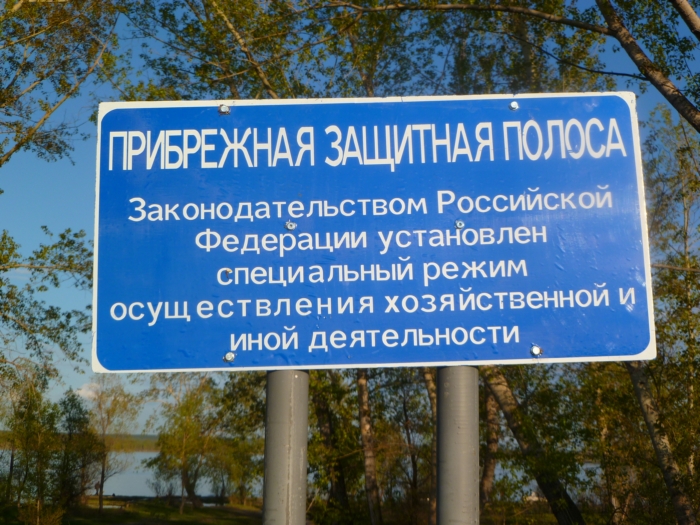 ПРИБРЕЖНАЯ ЗАЩИТНАЯ ПОЛОСА
Законодательством Российской
Федерации установлен
специальный режим
осуществления хозяйственной и
иной деятельности